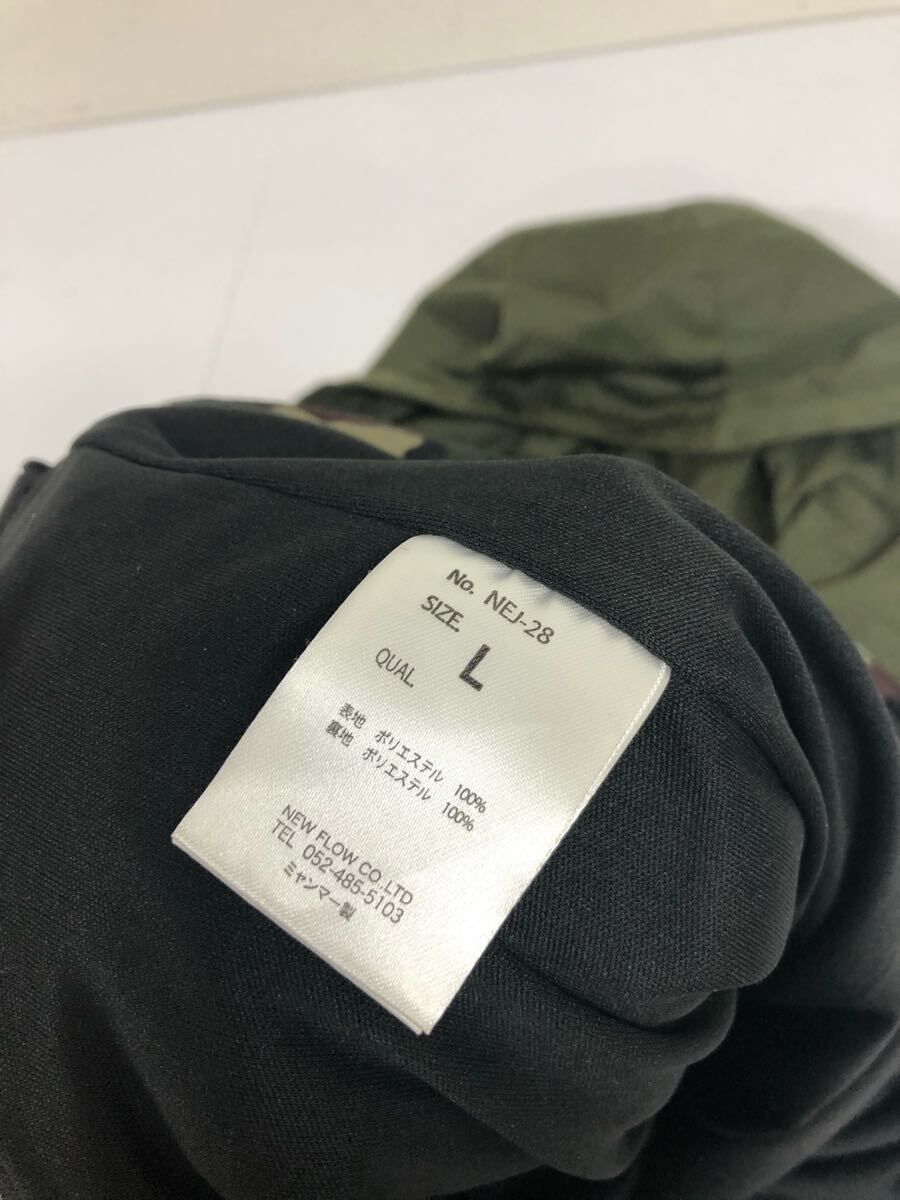 No. NEJ-28
SIZE. L
QUAL.
表地 ポリエステル 100%
裏地 ポリエステル 100%
NEW FLOW CO.,LTD
TEL 052-485-5103
ミャンマー製